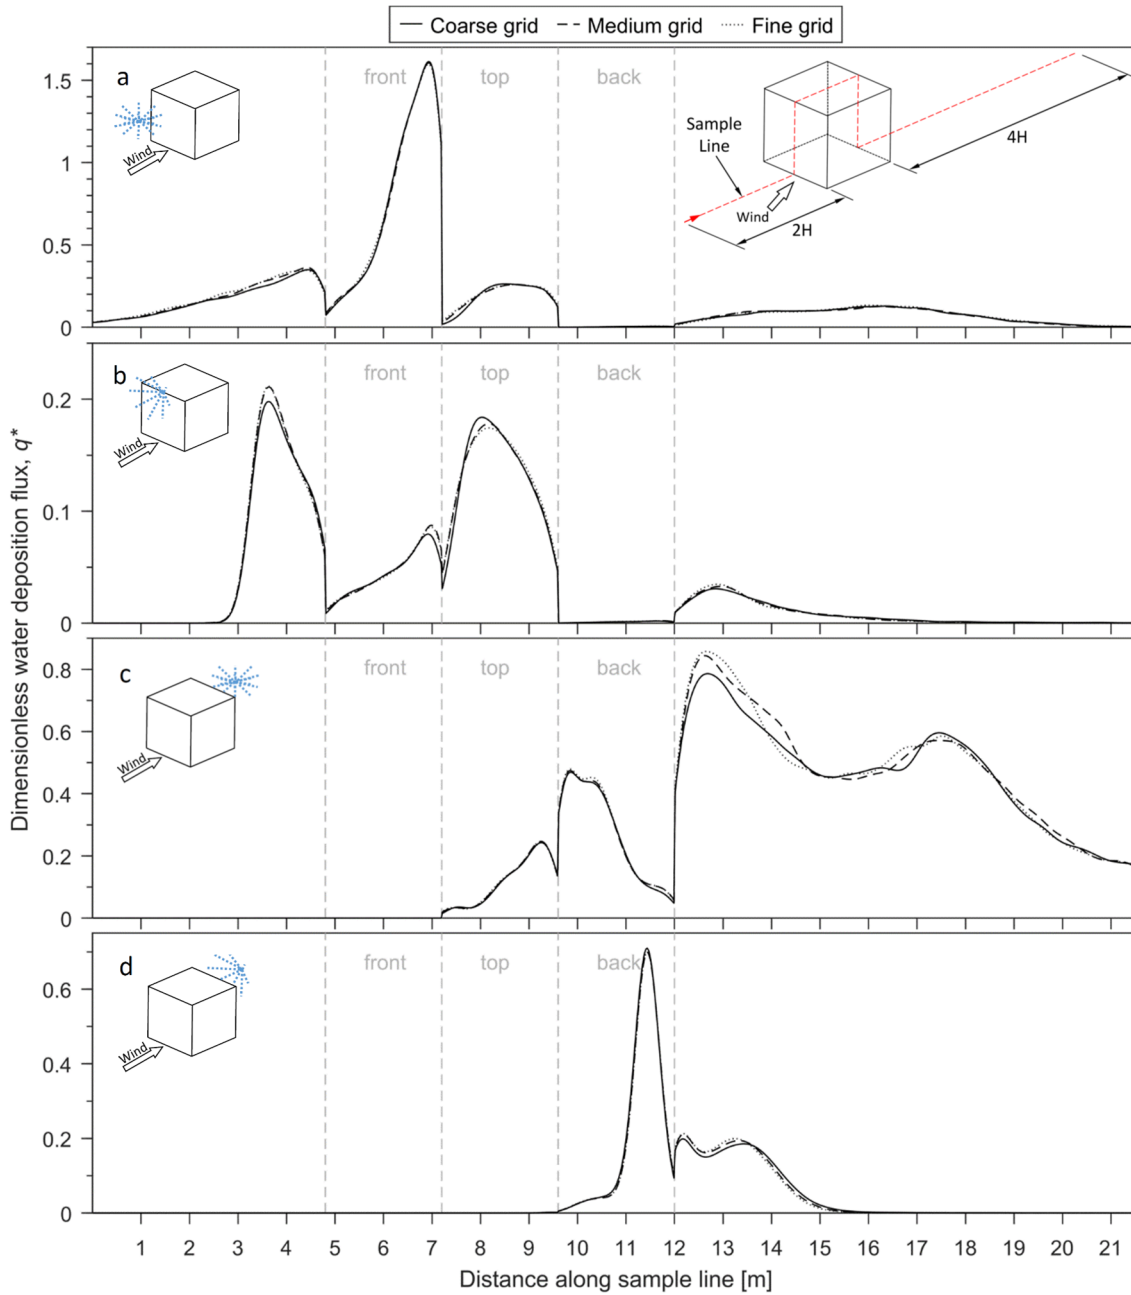 Coarse grid Medium grid Fine grid
a
front
top
back
Wind
Sample
Line
Wind
2H
4H
1.5
1
0.5
0
b
front
top
back
Wind
0.2
0.1
0
c
front
top
back
Wind
0.8
0.6
0.4
0.2
0
d
front
top
back
Wind
0.6
0.4
0.2
0
1 2 3 4 5 6 7 8 9 10 11 12 13 14 15 16 17 18 19 20 21
Distance along sample line [m]
Dimensionless water deposition flux, q*